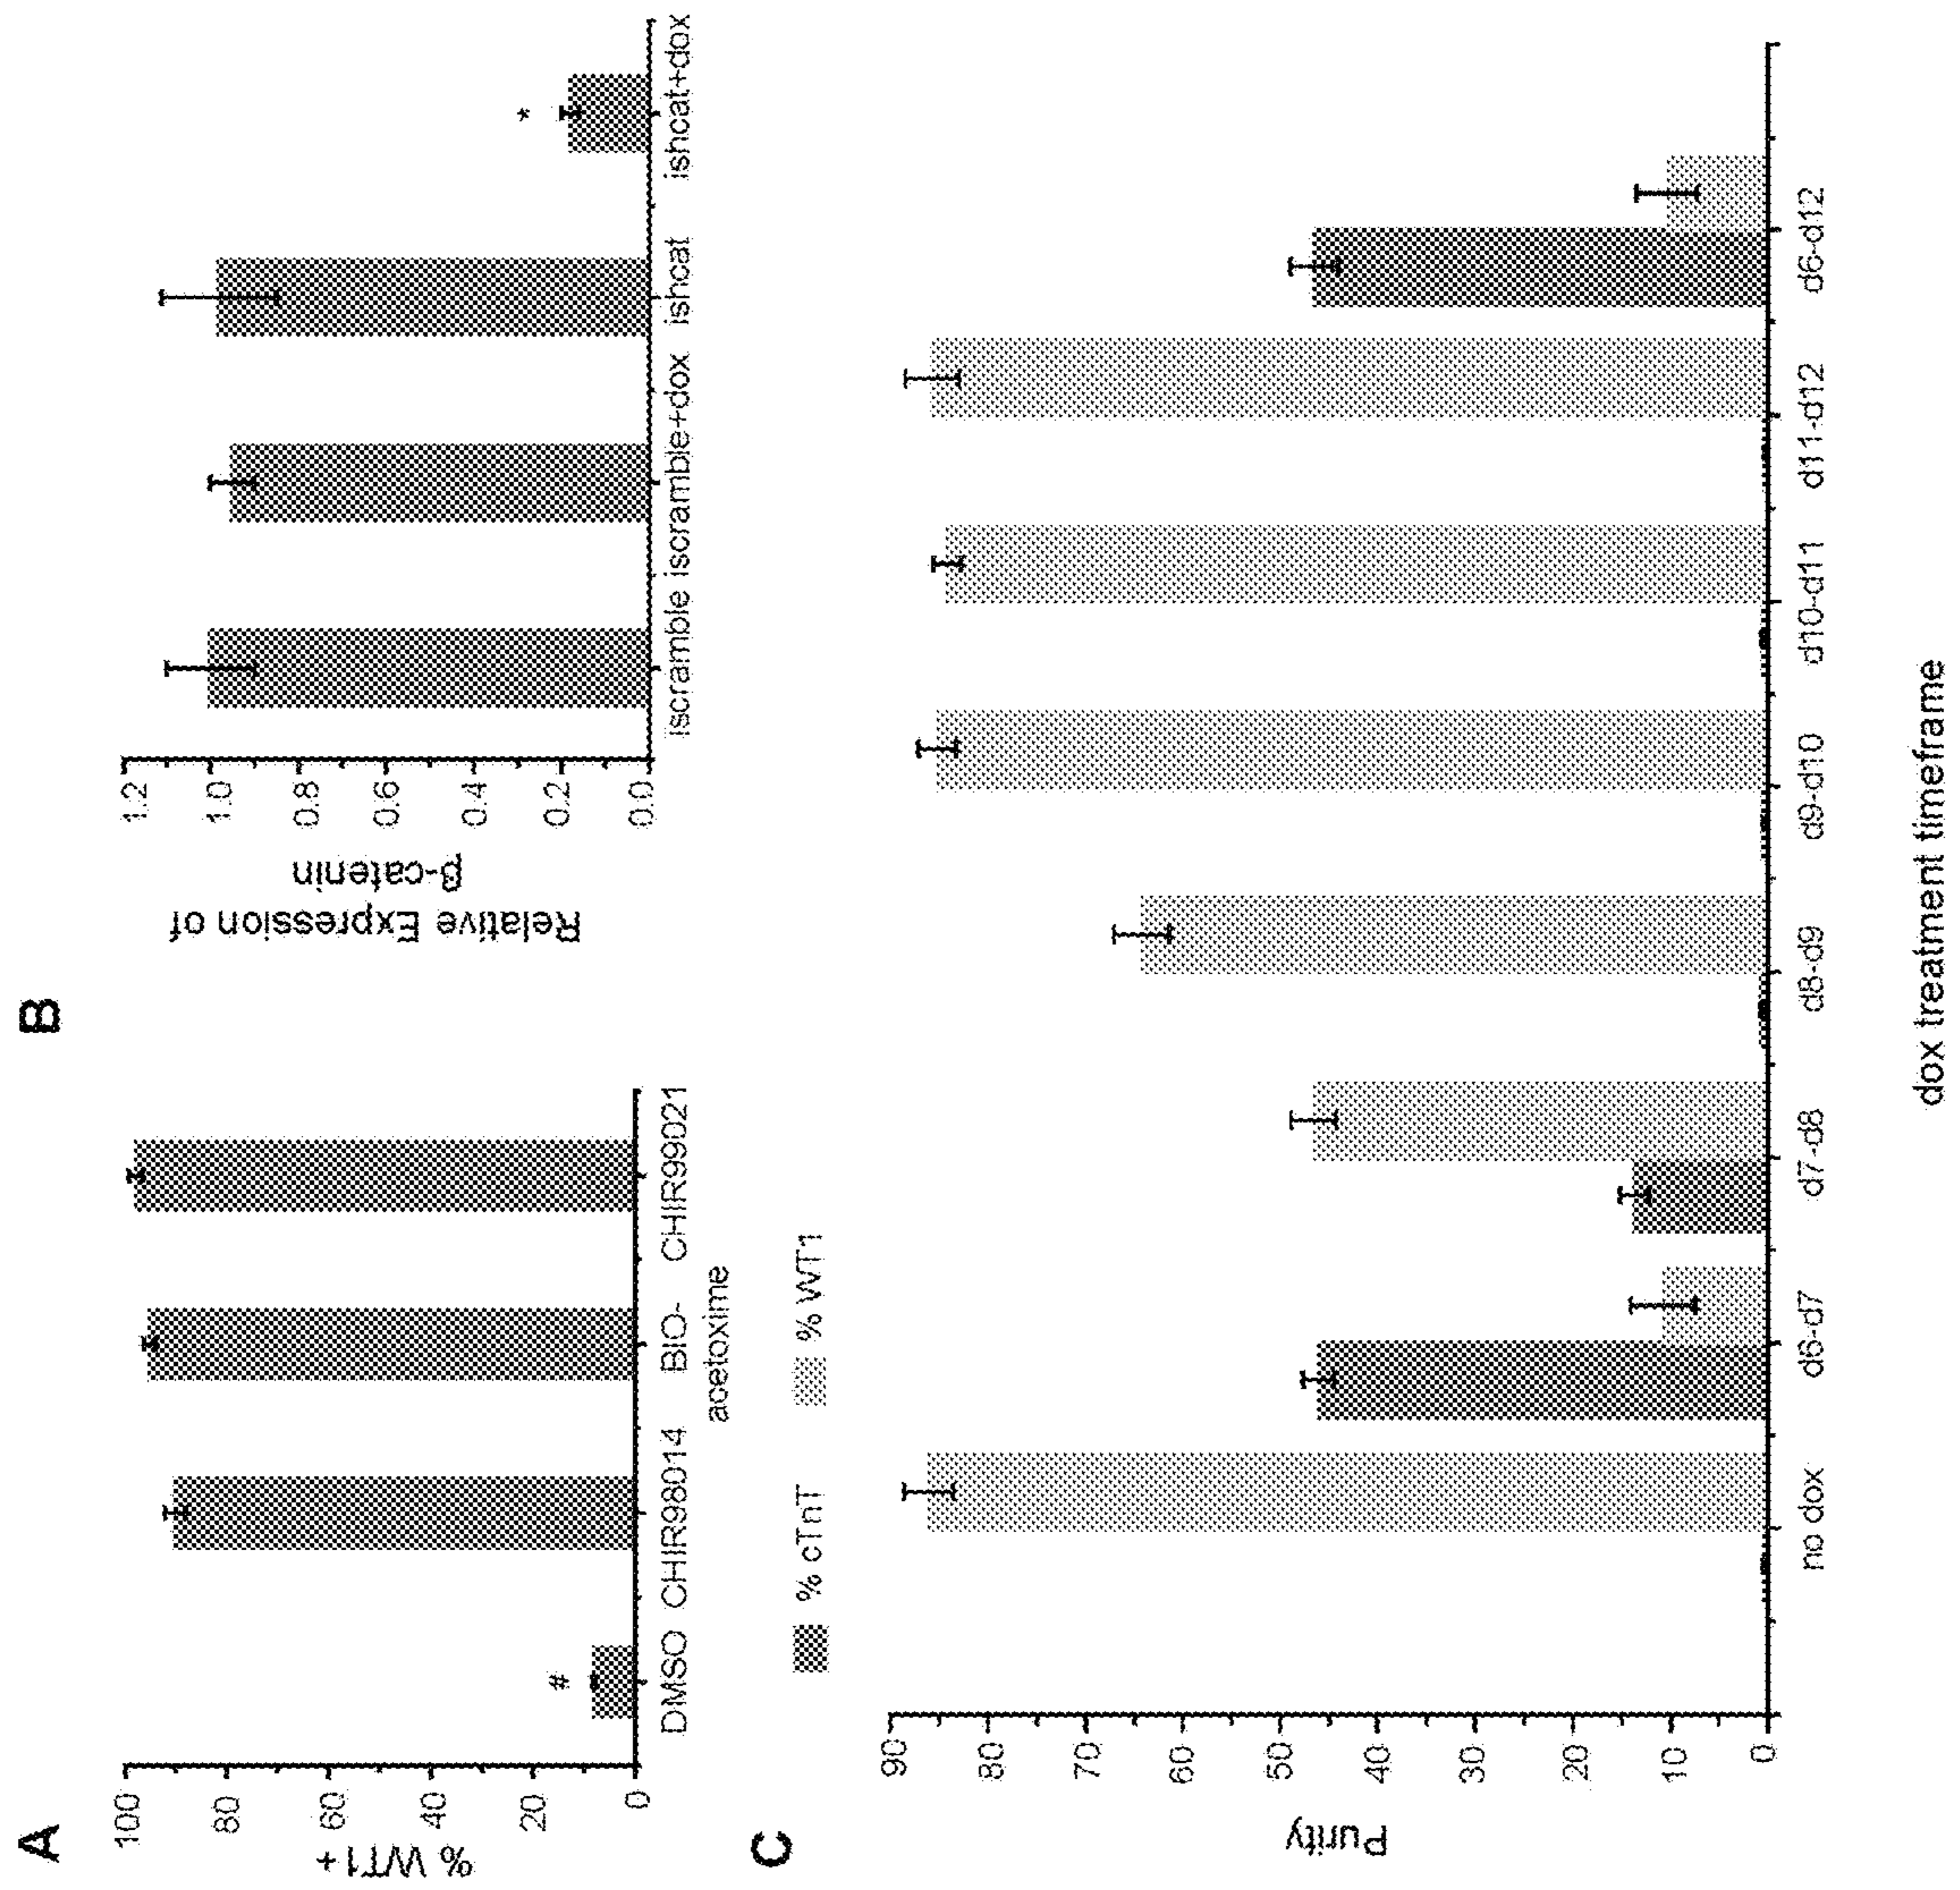 A
% WT1+
100
80
60
40
20
0
#
DMSO CHIR98014 BIO- CHIR99021
acetoxime
B
Relative Expression of
β-catenin
1.2
1.0
0.8
0.6
0.4
0.2
0.0
*
iscramble iscramble+dox ishcat ishcat+dox
C
% cTnT % WT1
Purity
90
80
70
60
50
40
30
20
10
0
no dox d6-d7 d7-d8 d8-d9 d9-d10 d10-d11 d11-d12 d6-d12
dox treatment timeframe